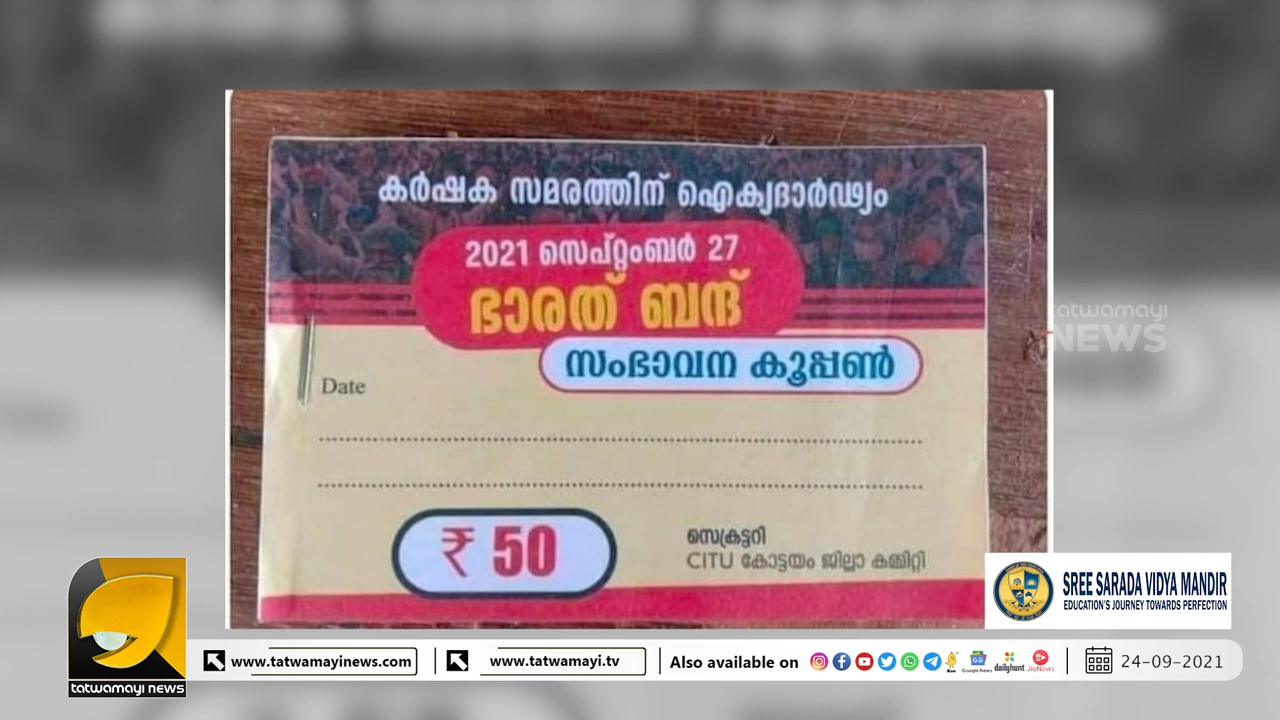 കർഷക സമരത്തിന് ഐക്യദാർഢ്യം
2021 സെപ്റ്റംബർ 27
ഭാരത് ബന്ദ്
സംഭാവന കൂപ്പൺ
Date
₹ 50
സെക്രട്ടറി
CITU കോട്ടയം ജില്ലാ കമ്മിറ്റി
tatwamayi
NEWS
SREE SARADA VIDYA MANDIR
EDUCATION'S JOURNEY TOWARDS PERFECTION
tatwamayi news
www.tatwamayinews.com
www.tatwamayi.tv
Also available on
Google News
dailyhunt
JioNews
24-09-2021